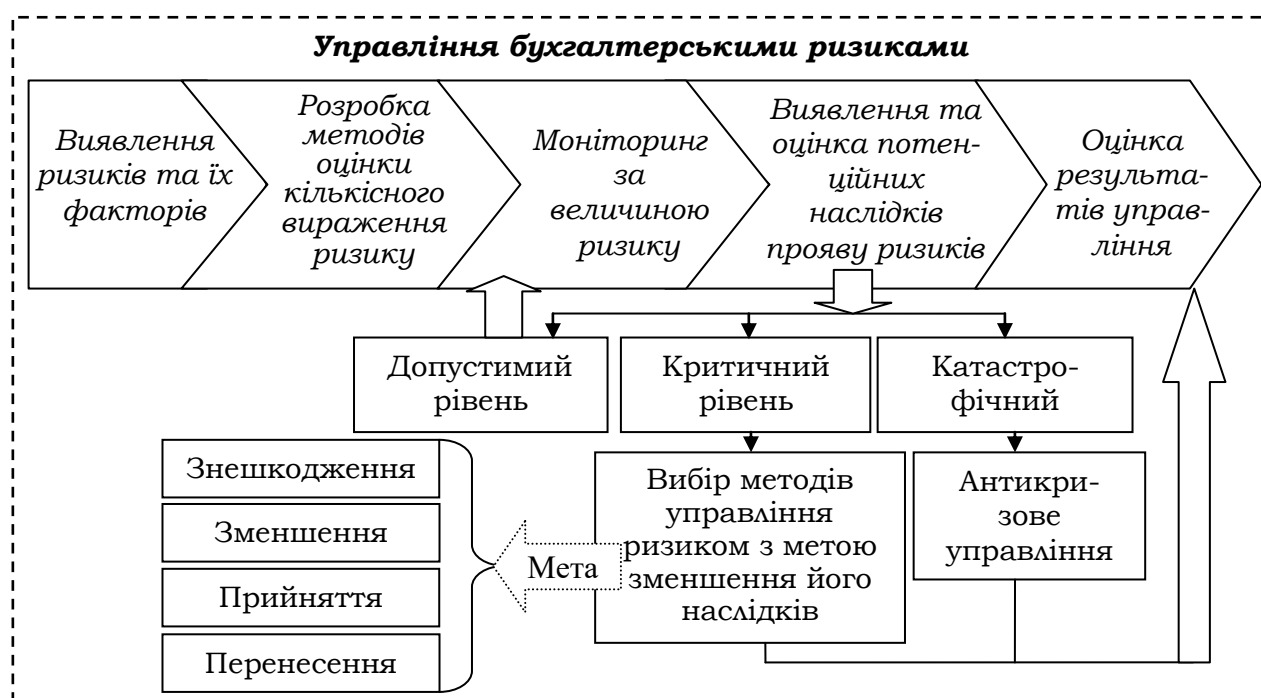 Управління бухгалтерськими ризиками
Виявлення
ризиків та їх
факторів
Розробка
методів
оцінки
кількісного
вираження
ризику
Моніторинг
за
величиною
ризику
Виявлення та
оцінка потен-
ційних
наслідків
прояву ризиків
Оцінка
результа-
тів управ-
ління
Допустимий
рівень
Критичний
рівень
Катастро-
фічний
Знешкодження
Зменшення
Прийняття
Перенесення
Мета
Вибір методів
управління
ризиком з метою
зменшення його
наслідків
Антикри-
зове
управління